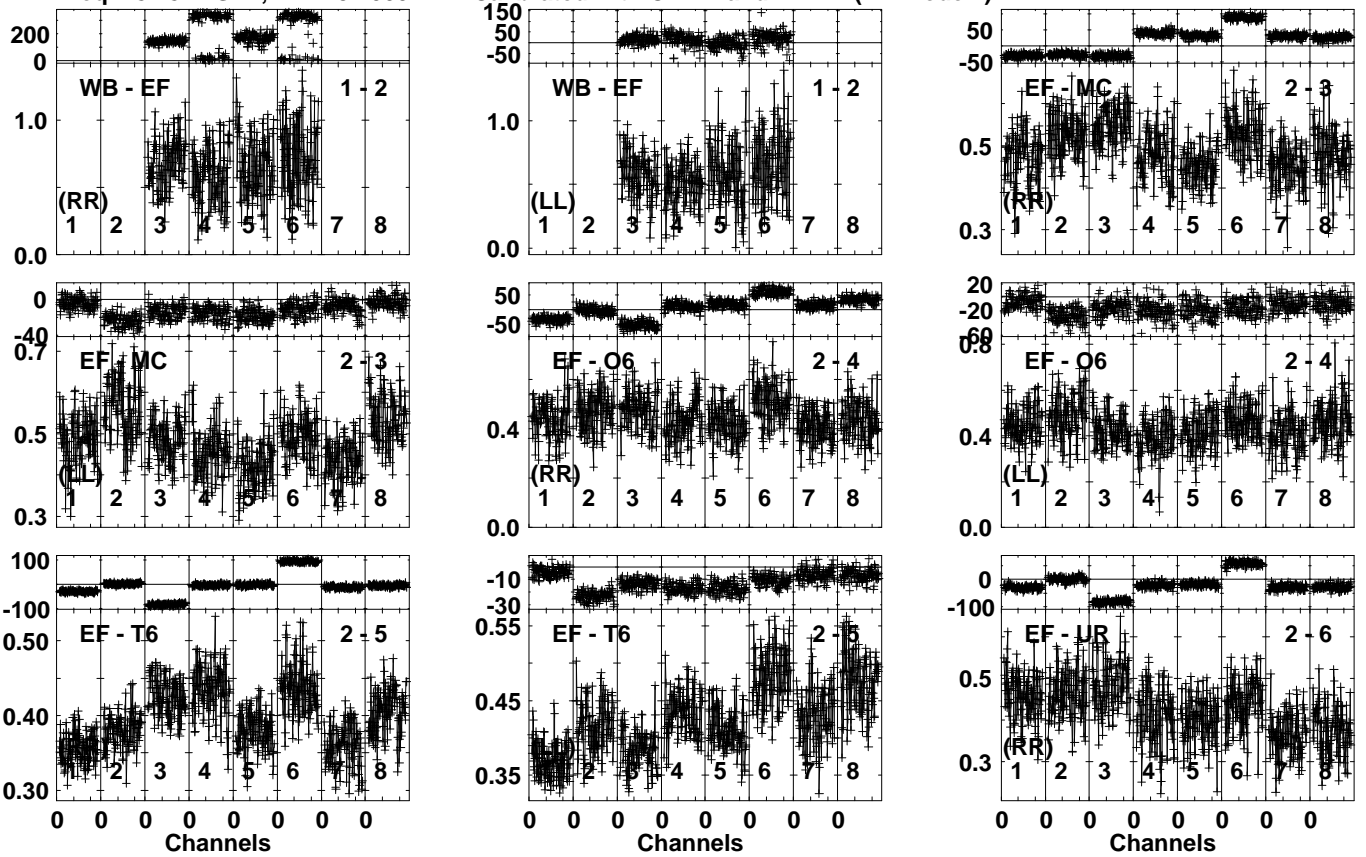 200
0
WB - EF 1 - 2
1.0
(RR)
1 2 3 4 5 6 7 8
0.0
150
50
-50
WB - EF 1 - 2
1.0
(LL)
1 2 3 4 5 6 7 8
0.0
50
-50
EF - MC 2 - 3
0.5
(RR)
1 2 3 4 5 6 7 8
0.3
0
-40
0.7
EF - MC 2 - 3
0.5
(LL)
1 2 3 4 5 6 7 8
0.3
50
-50
EF - O6 2 - 4
0.4
(RR)
1 2 3 4 5 6 7 8
0.0
20
-20
60
0.8
EF - O6 2 - 4
0.4
(LL)
1 2 3 4 5 6 7 8
0.0
100
-100
0.50
EF - T6 2 - 5
0.40
1 2 3 4 5 6 7 8
0.30
0 0 0 0 0 0 0 0
Channels
-10
-30
0.55
EF - T6 2 - 5
0.45
2 3 4 5 6 7 8
0.35
0 0 0 0 0 0 0 0
Channels
0
-100
EF - UR 2 - 6
0.5
(RR)
1 2 3 4 5 6 7 8
0.3
0 0 0 0 0 0 0
Channels